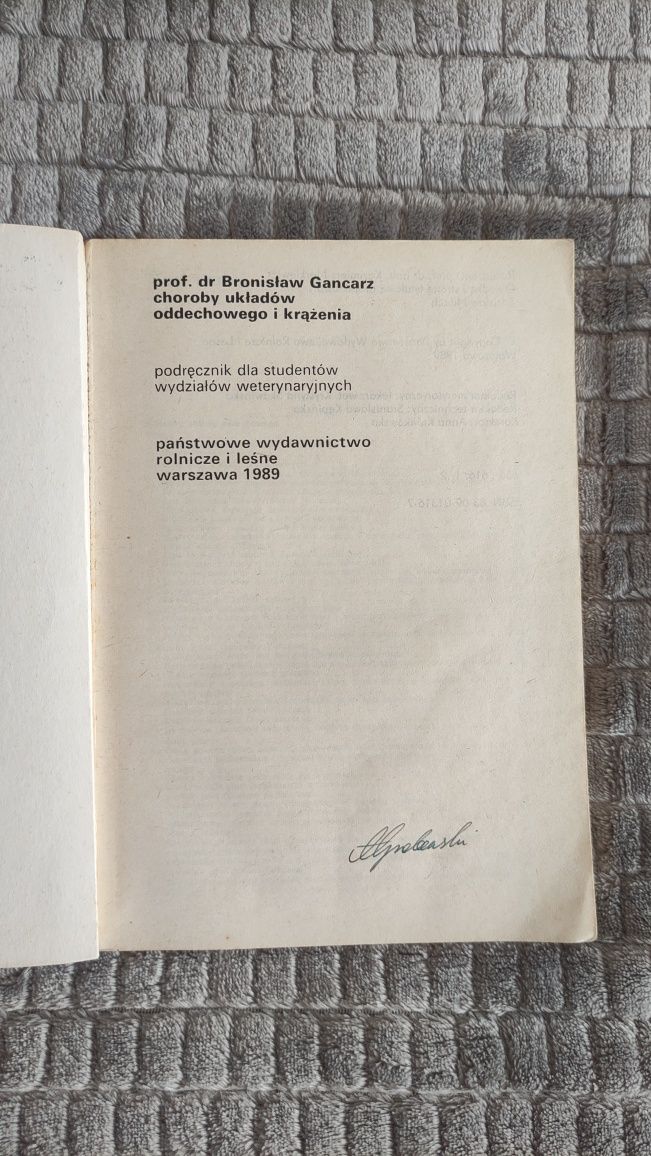 prof. dr Bronisław Gancarz
choroby układów
oddechowego i krążenia
podręcznik dla studentów
wydziałów weterynaryjnych
państwowe wydawnictwo
rolnicze i leśne
warszawa 1989